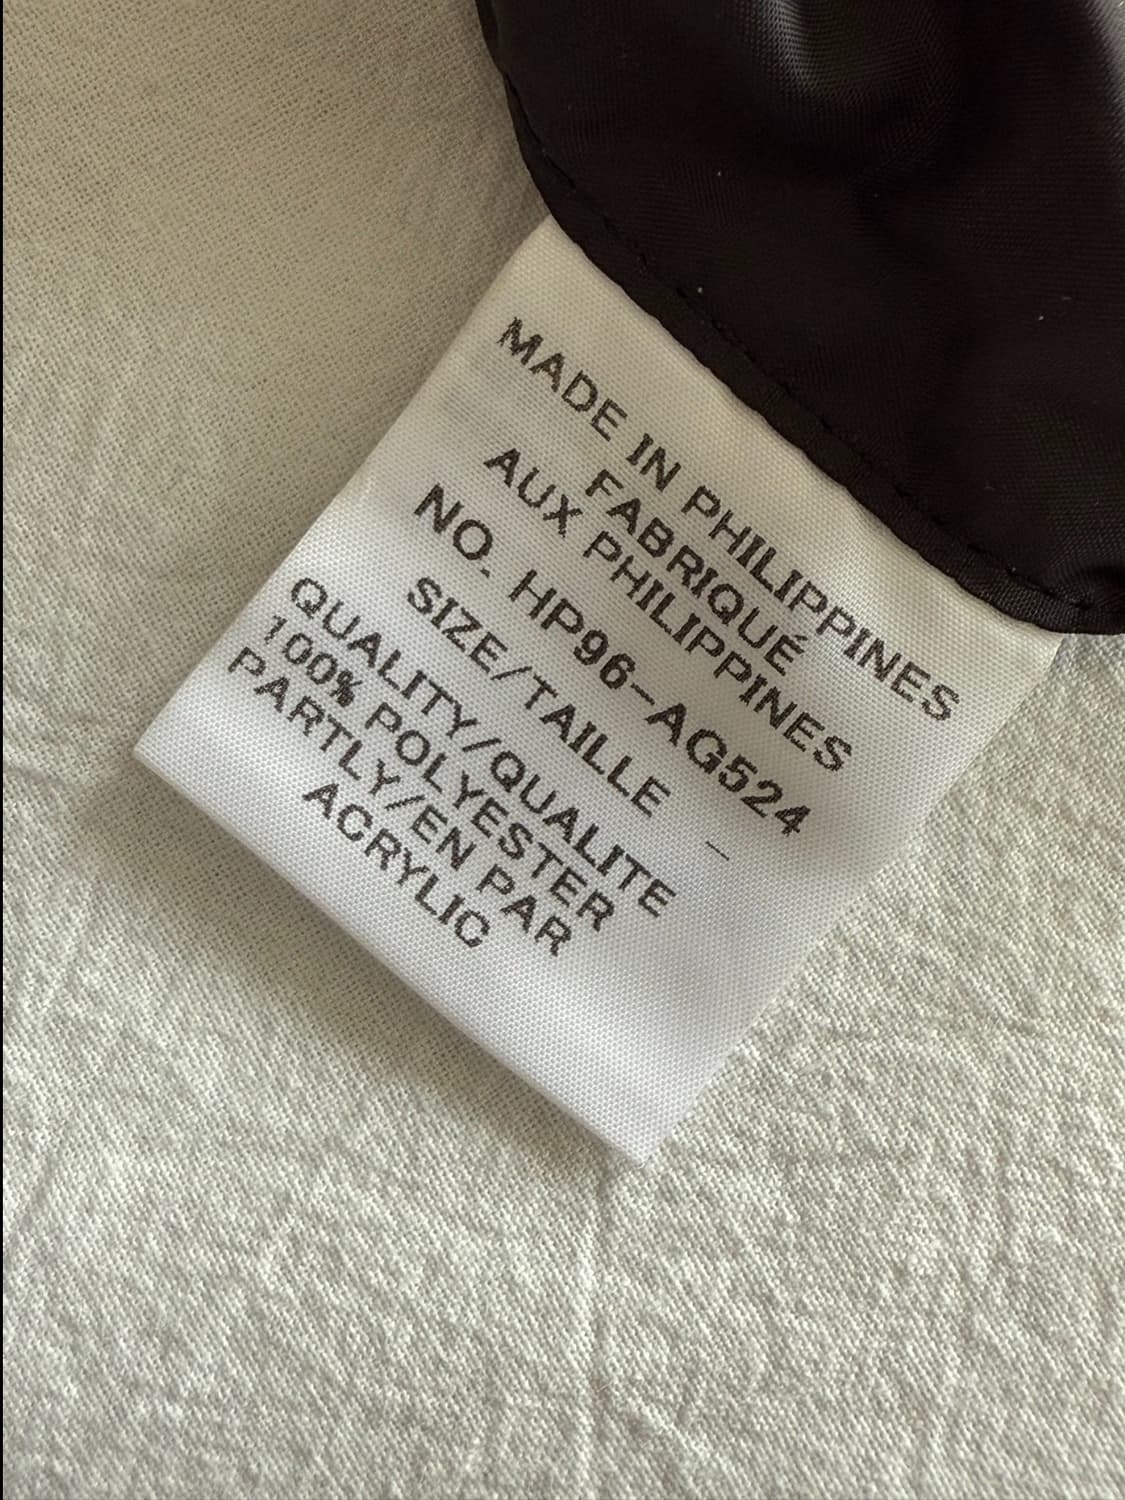 MADE IN PHILIPPINES
FABRIQUÉ
AUX PHILIPPINES
NO. HP96-AG524
SIZE/TAILLE -
QUALITY/QUALITE
100% POLYESTER
PARTLY/EN PAR
ACRYLIC